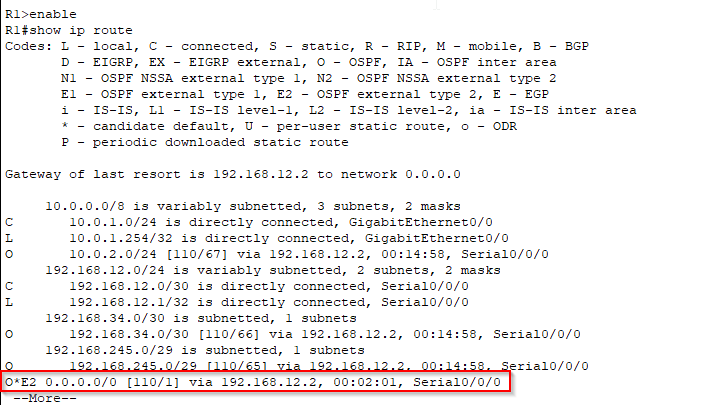 R1>enable
R1#show ip route
Codes: L - local, C - connected, S - static, R - RIP, M - mobile, B - BGP
D - EIGRP, EX - EIGRP external, O - OSPF, IA - OSPF inter area
N1 - OSPF NSSA external type 1, N2 - OSPF NSSA external type 2
E1 - OSPF external type 1, E2 - OSPF external type 2, E - EGP
i - IS-IS, L1 - IS-IS level-1, L2 - IS-IS level-2, ia - IS-IS inter area
* - candidate default, U - per-user static route, o - ODR
P - periodic downloaded static route
Gateway of last resort is 192.168.12.2 to network 0.0.0.0
10.0.0.0/8 is variably subnetted, 3 subnets, 2 masks
C 10.0.1.0/24 is directly connected, GigabitEthernet0/0
L 10.0.1.254/32 is directly connected, GigabitEthernet0/0
O 10.0.2.0/24 [110/67] via 192.168.12.2, 00:14:58, Serial0/0/0
192.168.12.0/24 is variably subnetted, 2 subnets, 2 masks
C 192.168.12.0/30 is directly connected, Serial0/0/0
L 192.168.12.1/32 is directly connected, Serial0/0/0
192.168.34.0/30 is subnetted, 1 subnets
O 192.168.34.0/30 [110/66] via 192.168.12.2, 00:14:58, Serial0/0/0
192.168.245.0/29 is subnetted, 1 subnets
O 192.168.245.0/29 [110/65] via 192.168.12.2, 00:14:58, Serial0/0/0
O*E2 0.0.0.0/0 [110/1] via 192.168.12.2, 00:02:01, Serial0/0/0
--More--